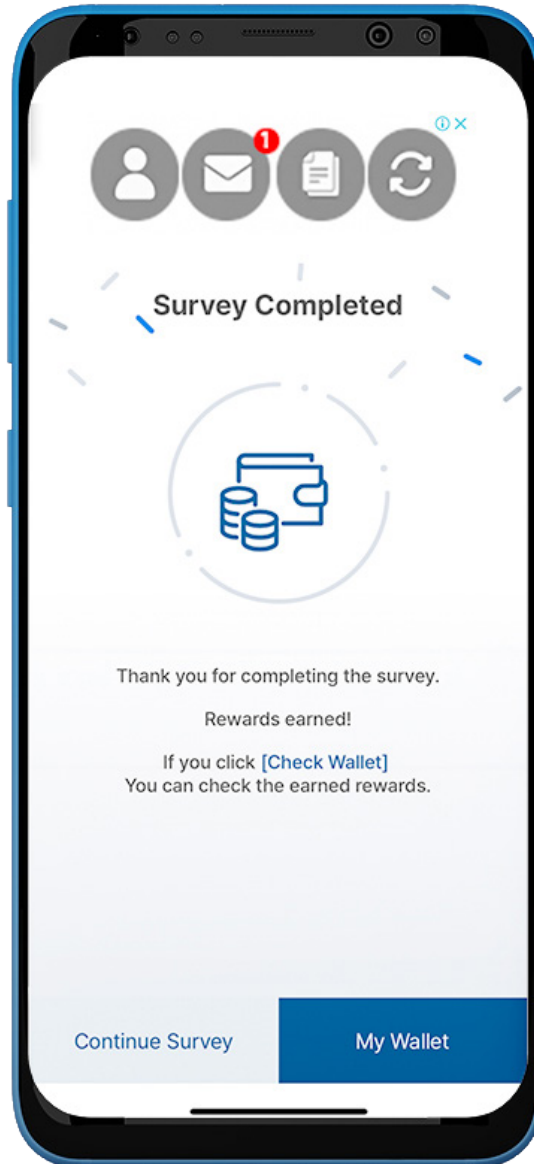 1
Survey Completed
Thank you for completing the survey.
Rewards earned!
If you click [Check Wallet]
You can check the earned rewards.
Continue Survey
My Wallet